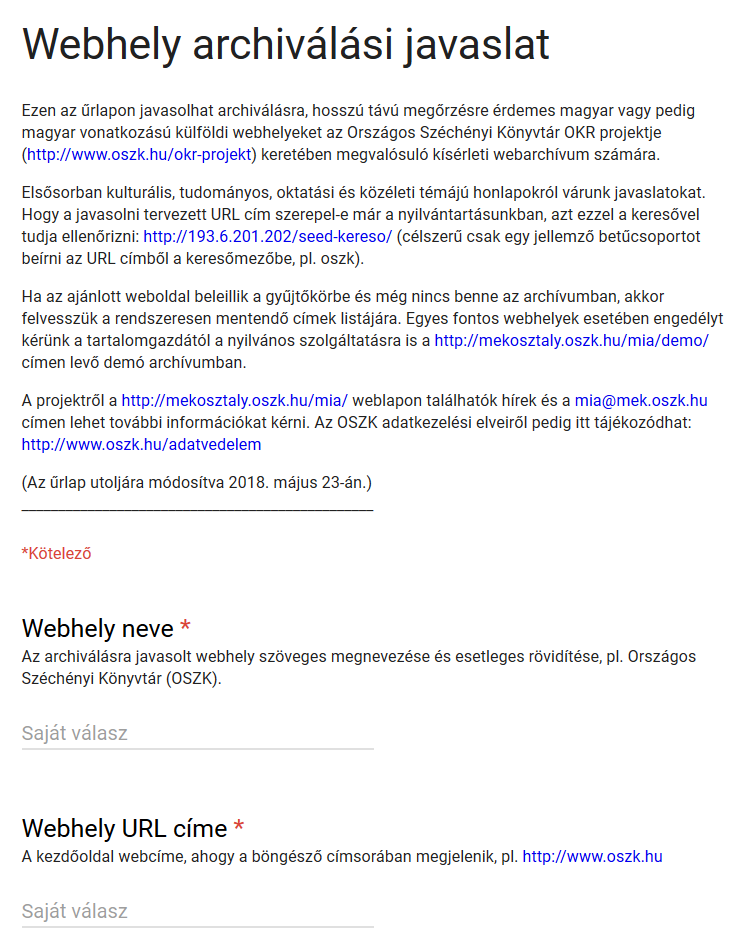 Webhely archiválási javaslat
Ezen az űrlapon javasolhat archiválásra, hosszú távú megőrzésre érdemes magyar vagy pedig
magyar vonatkozású külföldi webhelyeket az Országos Széchényi Könyvtár OKR projektje
(http://www.oszk.hu/okr-projekt) keretében megvalósuló kísérleti webarchívum számára.
Elsősorban kulturális, tudományos, oktatási és közéleti témájú honlapokról várunk javaslatokat.
Hogy a javasolni tervezett URL cím szerepel-e már a nyilvántartásunkban, azt ezzel a keresővel
tudja ellenőrizni: http://193.6.201.202/seed-kereso/ (célszerű csak egy jellemző betűcsoportot
beírni az URL címből a keresőmezőbe, pl. oszk).
Ha az ajánlott weboldal beleillik a gyűjtőkörbe és még nincs benne az archívumban, akkor
felvesszük a rendszeresen mentendő címek listájára. Egyes fontos webhelyek esetében engedélyt
kérünk a tartalomgazdától a nyilvános szolgáltatásra is a http://mekosztaly.oszk.hu/mia/demo/
címen levő demó archívumban.
A projektről a http://mekosztaly.oszk.hu/mia/ weblapon találhatók hírek és a mia@mek.oszk.hu
címen lehet további információkat kérni. Az OSZK adatkezelési elveiről pedig itt tájékozódhat:
http://www.oszk.hu/adatvedelem
(Az űrlap utoljára módosítva 2018. május 23-án.)
*Kötelező
Webhely neve *
Az archiválásra javasolt webhely szöveges megnevezése és esetleges rövidítése, pl. Országos
Széchényi Könyvtár (OSZK).
Saját válasz
Webhely URL címe *
A kezdőoldal webcíme, ahogy a böngésző címsorában megjelenik, pl. http://www.oszk.hu
Saját válasz